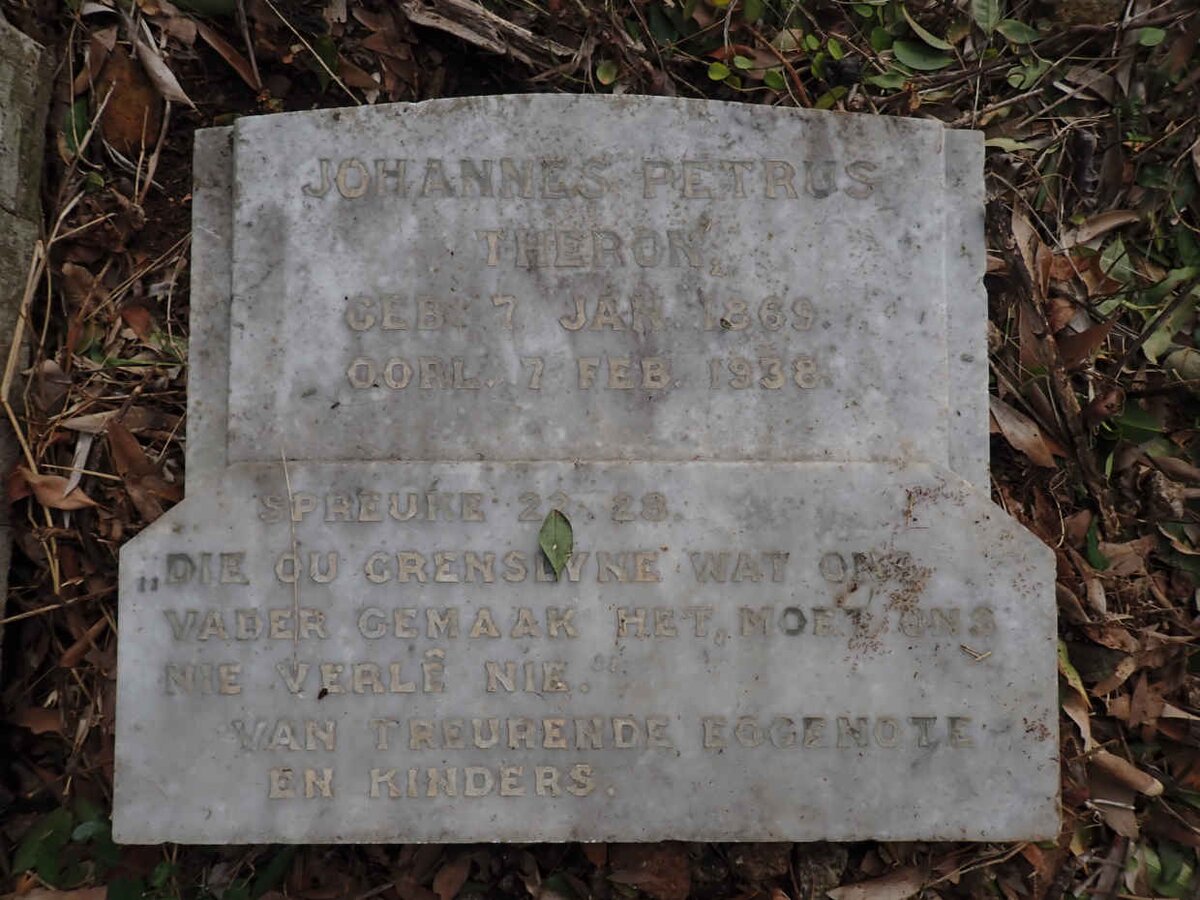 JOHANNES PETRUS
THERON,
GEB. 7 JAN. 1869.
OORL. 7 FEB. 1938.
SPREUKE 22-28.
„DIE OU GRENSLYNE WAT ONS
VADER GEMAAK HET, MOET ONS
NIE VERLÊ NIE."
VAN TREURENDE EGGENOTE
EN KINDERS.